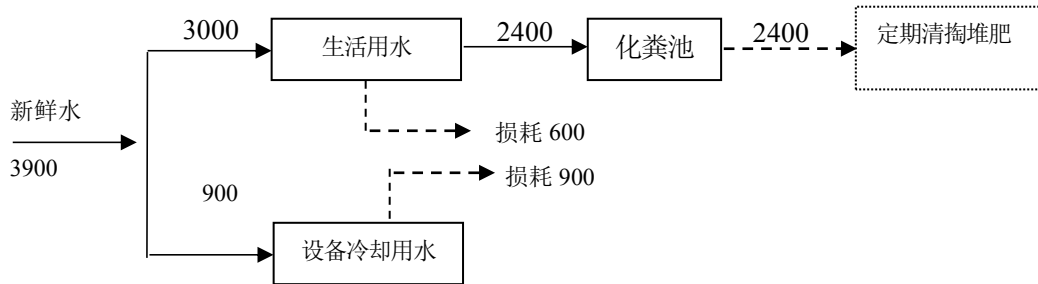 3000
生活用水
2400
化粪池
2400
定期清掏堆肥
新鲜水
3900
损耗 600
900
损耗 900
设备冷却用水